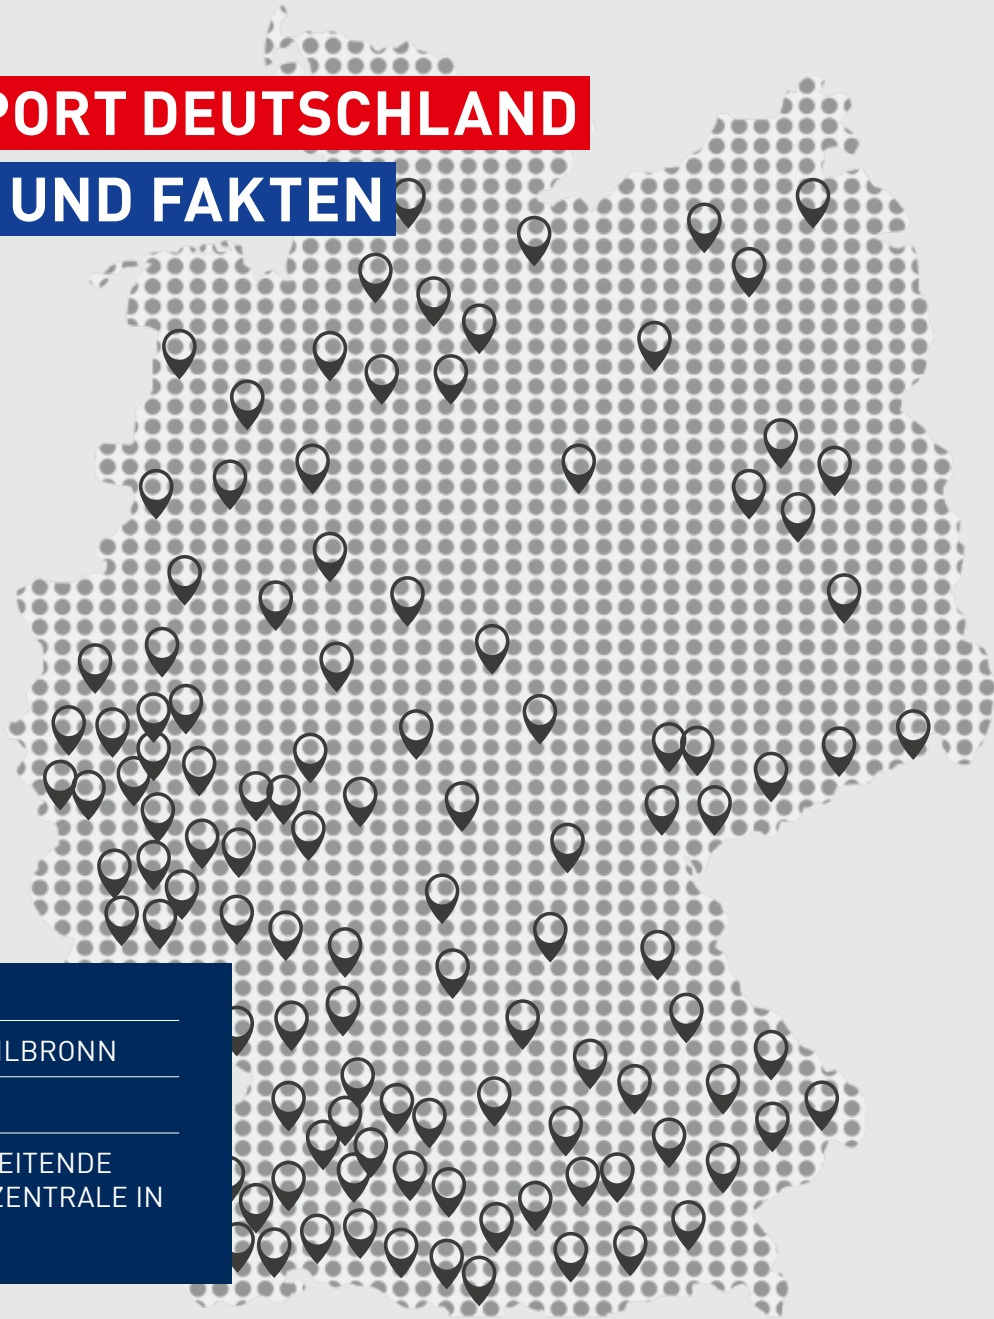 PORT DEUTSCHLAND
UND FAKTEN
ILBRONN
EITENDE
ZENTRALE IN